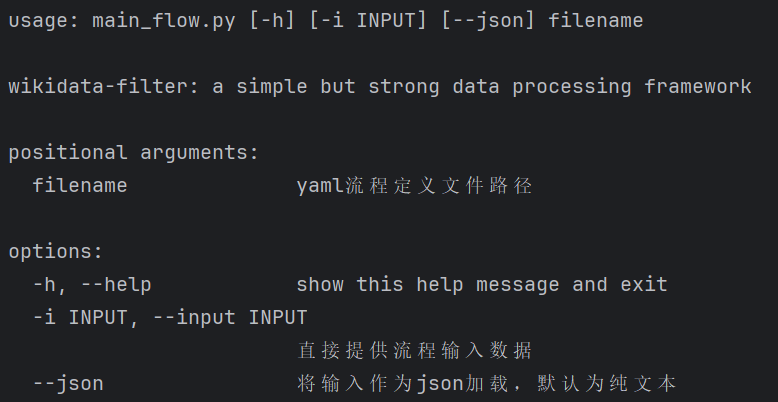 usage: main_flow.py [-h] [-i INPUT] [--json] filename
wikidata-filter: a simple but strong data processing framework
positional arguments:
filename yaml流程定义文件路径
options:
-h, --help show this help message and exit
-i INPUT, --input INPUT
直接提供流程输入数据
--json 将输入作为json加载，默认为纯文本